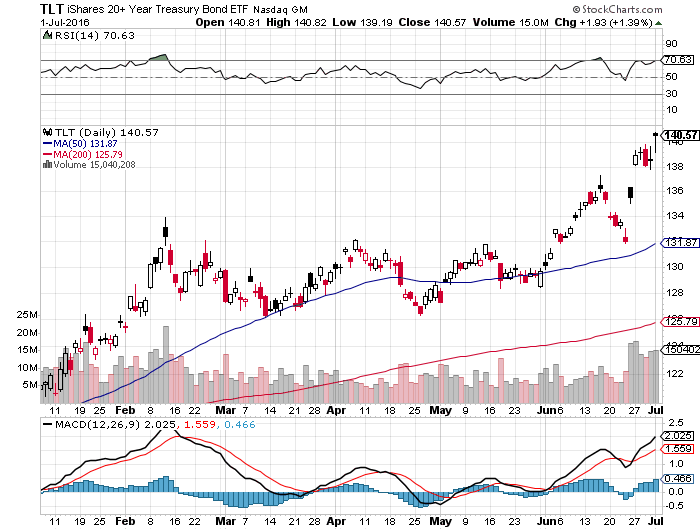 TLT iShares 20+ Year Treasury Bond ETF Nasdaq GM © StockCharts.com
1-Jul-2016 Open 140.81 High 140.82 Low 139.19 Close 140.57 Volume 15.0M Chg +1.93 (+1.39%)
RSI(14) 70.63
90
70.63
50
30
10
TLT (Daily) 140.57
MA(50) 131.87
MA(200) 125.79
Volume 15,040,208
140.57
138
136
134
131.87
130
128
125.79
150402
122
25M
20M
15M
10M
5M
11 19 25 Feb 8 16 22 Mar 7 14 21 28 Apr 11 18 25 May 9 16 23 Jun 6 13 20 27 Jul
MACD(12,26,9) 2.025, 1.559, 0.466
2.5
2.025
1.559
1.0
0.466
0.0
-0.5
11 19 25 Feb 8 16 22 Mar 7 14 21 28 Apr 11 18 25 May 9 16 23 Jun 6 13 20 27 Jul